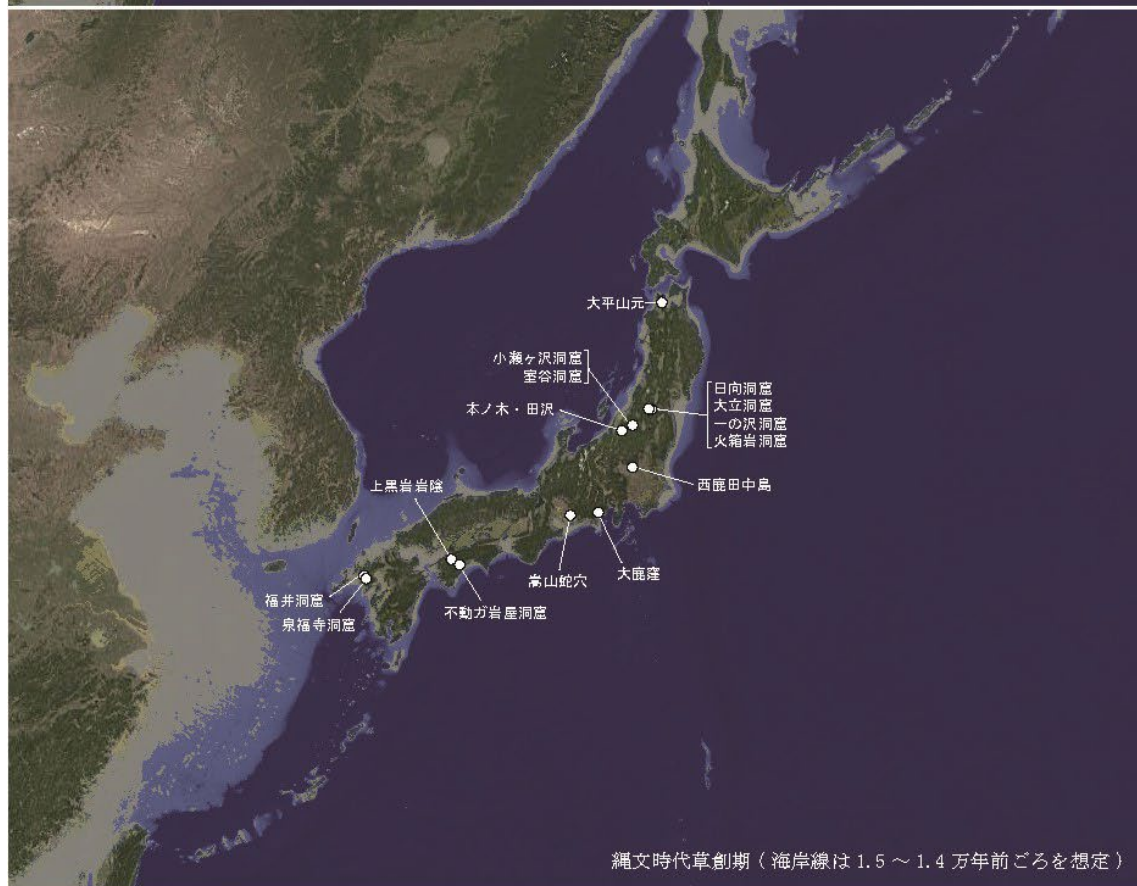 大平山元
小瀬ヶ沢洞窟
室谷洞窟
日向洞窟
大立洞窟
一の沢洞窟
火箱岩洞窟
本ノ木・田沢
西鹿田中島
上黒岩岩陰
嵩山蛇穴
大鹿窪
福井洞窟
泉福寺洞窟
不動ガ岩屋洞窟
縄文時代草創期(海岸線は1.5～1.4万年前ごろを想定)